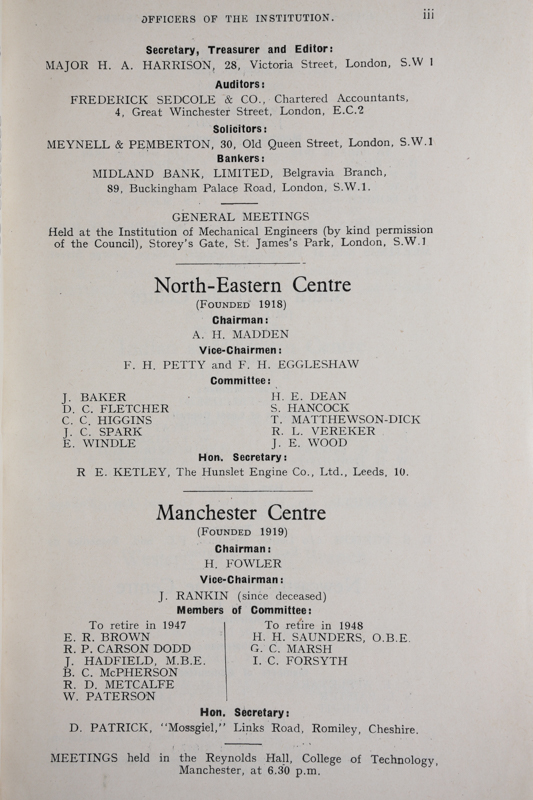 OFFICERS OF THE INSTITUTION.
iii
Secretary, Treasurer and Editor:
MAJOR H. A. HARRISON, 28, Victoria Street, London, S.W 1
Auditors:
FREDERICK SEDCOLE & CO., Chartered Accountants,
4, Great Winchester Street, London, E.C.2
Solicitors:
MEYNELL & PEMBERTON, 30, Old Queen Street, London, S.W.1
Bankers:
MIDLAND BANK, LIMITED, Belgravia Branch,
89, Buckingham Palace Road, London, S.W.1.
GENERAL MEETINGS
Held at the Institution of Mechanical Engineers (by kind permission
of the Council), Storey's Gate, St. James's Park, London, S.W.1
North-Eastern Centre
(FOUNDED 1918)
Chairman:
A. H. MADDEN
Vice-Chairmen:
F. H. PETTY and F. H. EGGLESHAW
Committee:
J. BAKER
D. C. FLETCHER
C. C. HIGGINS
J. C. SPARK
E. WINDLE
H. E. DEAN
S. HANCOCK
T. MATTHEWSON-DICK
R. L. VEREKER
J. E. WOOD
Hon. Secretary:
R E. KETLEY, The Hunslet Engine Co., Ltd., Leeds, 10.
Manchester Centre
(FOUNDED 1919)
Chairman:
H. FOWLER
Vice-Chairman:
J. RANKIN (since deceased)
Members of Committee:
To retire in 1947
E. R. BROWN
R. P. CARSON DODD
J. HADFIELD, M.B.E.
B. C. McPHERSON
R. D. METCALFE
W. PATERSON
To retire in 1948
H. H. SAUNDERS, O.B.E.
G. C. MARSH
I. C. FORSYTH
Hon. Secretary:
D. PATRICK, "Mossgiel," Links Road, Romiley, Cheshire.
MEETINGS held in the Reynolds Hall, College of Technology,
Manchester, at 6.30 p.m.